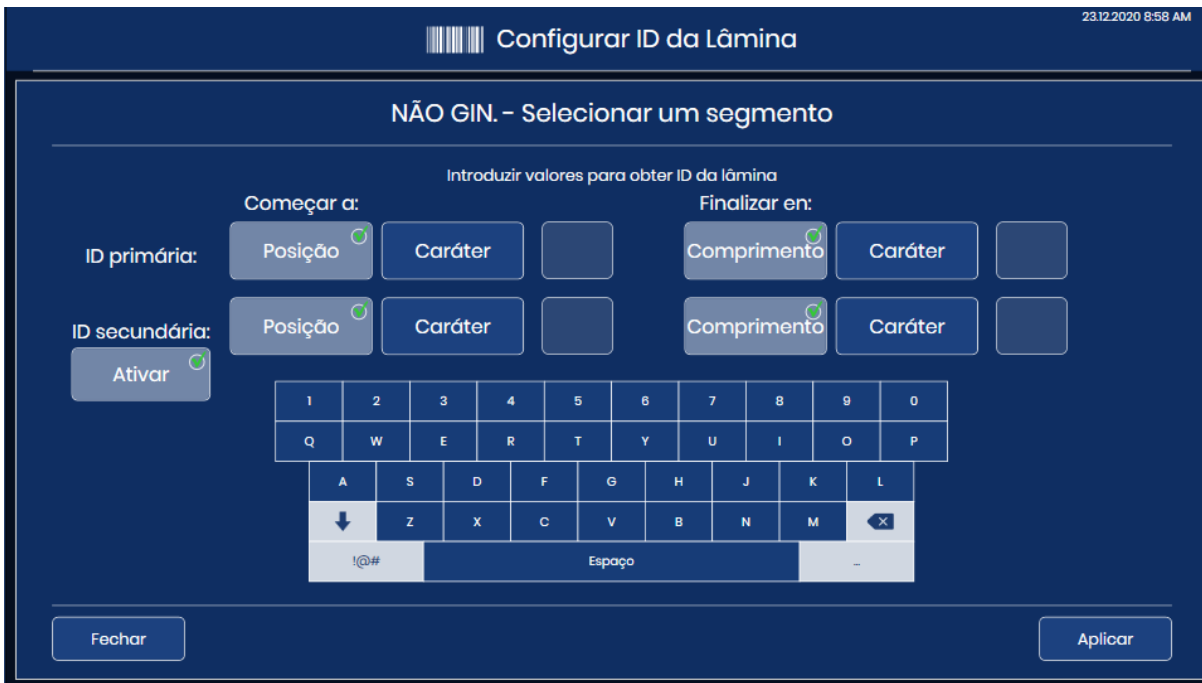 23.12.2020 8:58 AM
Configurar ID da Lâmina
NÃO GIN. - Selecionar um segmento
Introduzir valores para obter ID da lâmina
Começar a: Finalizar en:
ID primária: Posição Caráter Comprimento Caráter
ID secundária: Posição Caráter Comprimento Caráter
Ativar
1 2 3 4 5 6 7 8 9 0
Q W E R T Y U I O P
A S D F G H J K L
Z X C V B N M
!@# Espaço ...
Fechar Aplicar